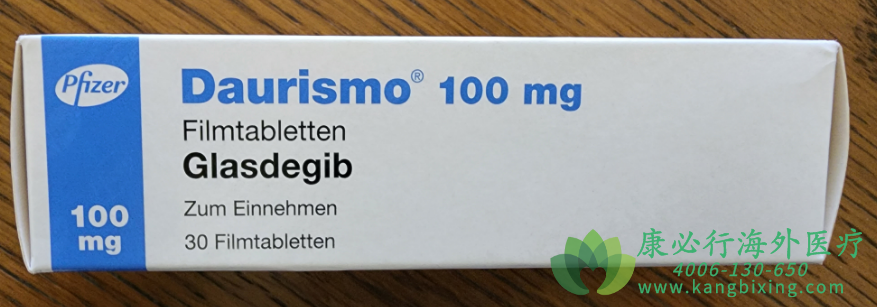 Pfizer
Daurismo® 100 mg
Filmtabletten
Glasdegib
Zum Einnehmen
30 Filmtabletten
100
mg
康必行海外医疗
4006-130-650
www.kangbixing.com